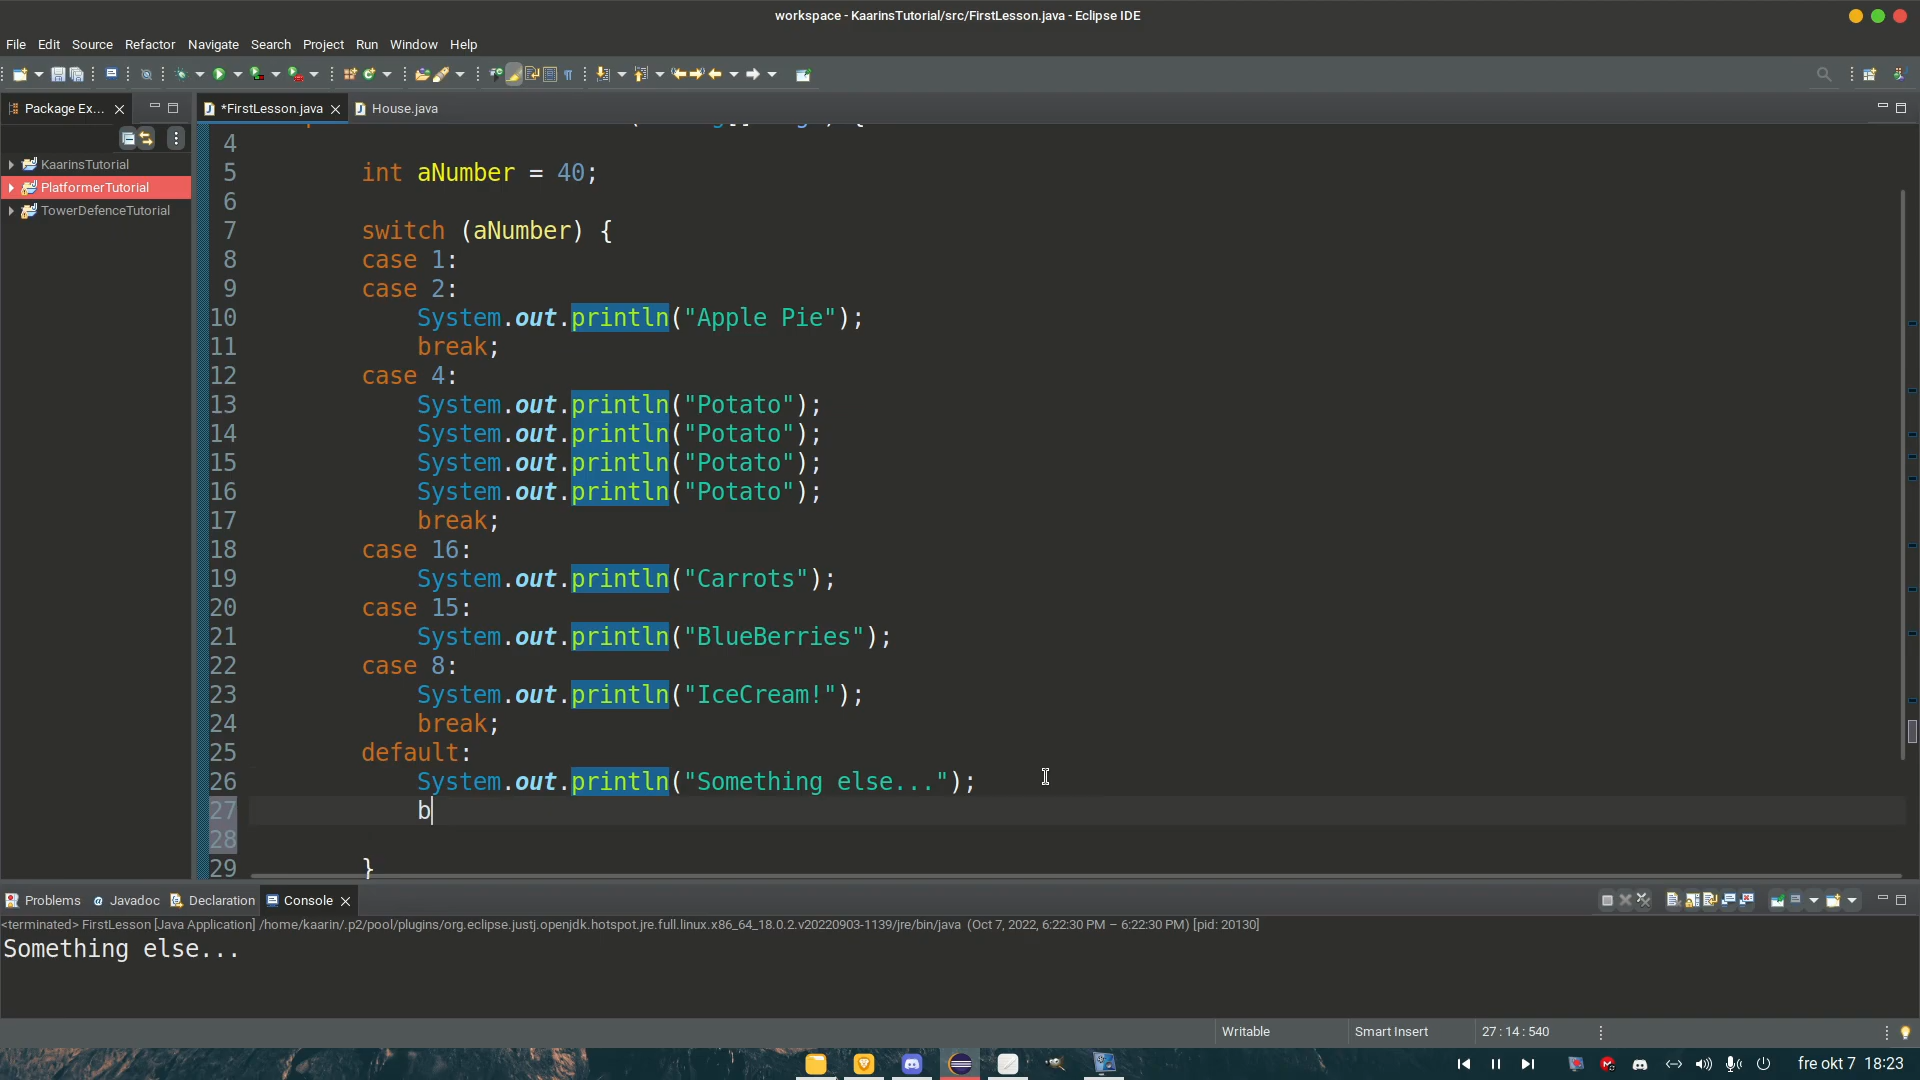 workspace - KaarinsTutorial/src/FirstLesson.java - Eclipse IDE
File Edit Source Refactor Navigate Search Project Run Window Help
Package Ex... *FirstLesson.java House.java
KaarinsTutorial
PlatformerTutorial
TowerDefenceTutorial
4
5 int aNumber = 40;
6
7 switch (aNumber) {
8 case 1:
9 case 2:
10 System.out.println("Apple Pie");
11 break;
12 case 4:
13 System.out.println("Potato");
14 System.out.println("Potato");
15 System.out.println("Potato");
16 System.out.println("Potato");
17 break;
18 case 16:
19 System.out.println("Carrots");
20 case 15:
21 System.out.println("BlueBerries");
22 case 8:
23 System.out.println("IceCream!");
24 break;
25 default:
26 System.out.println("Something else...");
27 b
28
29 }
Problems Javadoc Declaration Console
<terminated> FirstLesson [Java Application] /home/kaarin/.p2/pool/plugins/org.eclipse.justj.openjdk.hotspot.jre.full.linux.x86_64_18.0.2.v20220903-1139/jre/bin/java (Oct 7, 2022, 6:22:30 PM – 6:22:30 PM) [pid: 20130]
Something else...
Writable Smart Insert 27 : 14 : 540
fre okt 7 18:23